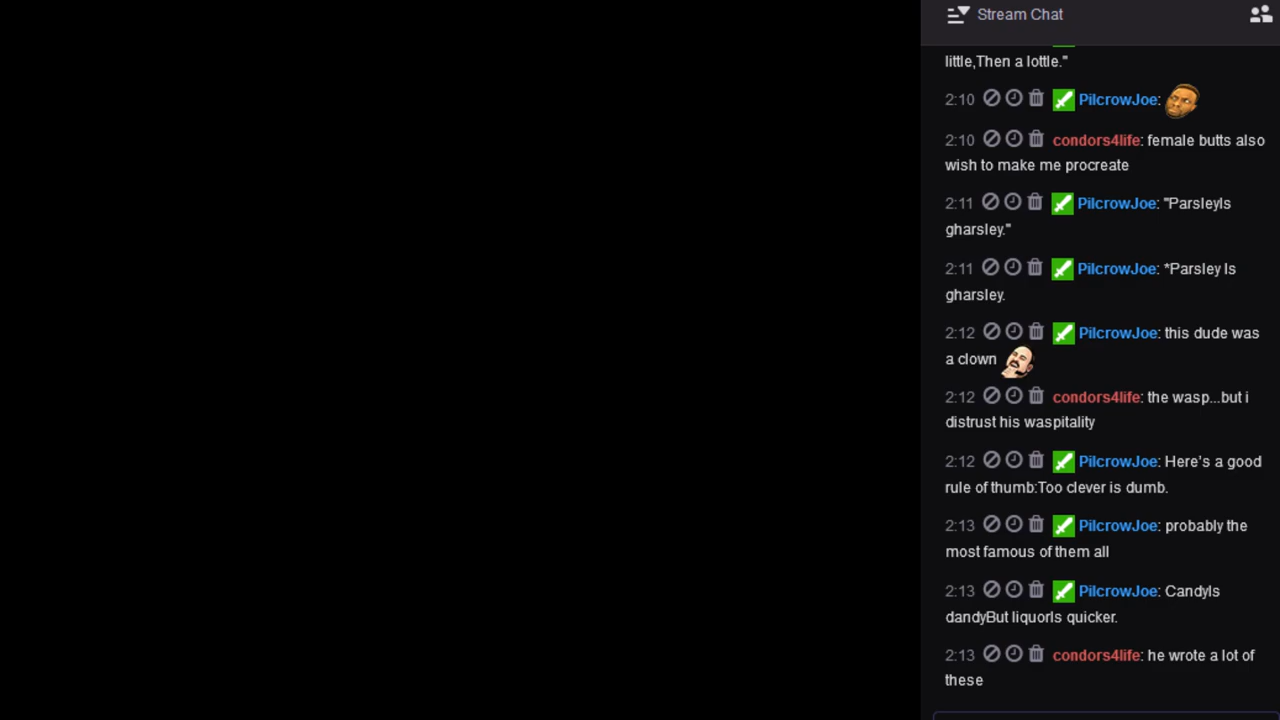 Stream Chat
little,Then a lottle."
2:10 PilcrowJoe:
2:10 condors4life: female butts also
wish to make me procreate
2:11 PilcrowJoe: "ParsleyIs
gharsley."
2:11 PilcrowJoe: *Parsley Is
gharsley.
2:12 PilcrowJoe: this dude was
a clown
2:12 condors4life: the wasp...but i
distrust his waspitality
2:12 PilcrowJoe: Here's a good
rule of thumb:Too clever is dumb.
2:13 PilcrowJoe: probably the
most famous of them all
2:13 PilcrowJoe: CandyIs
dandyBut liquorIs quicker.
2:13 condors4life: he wrote a lot of
these